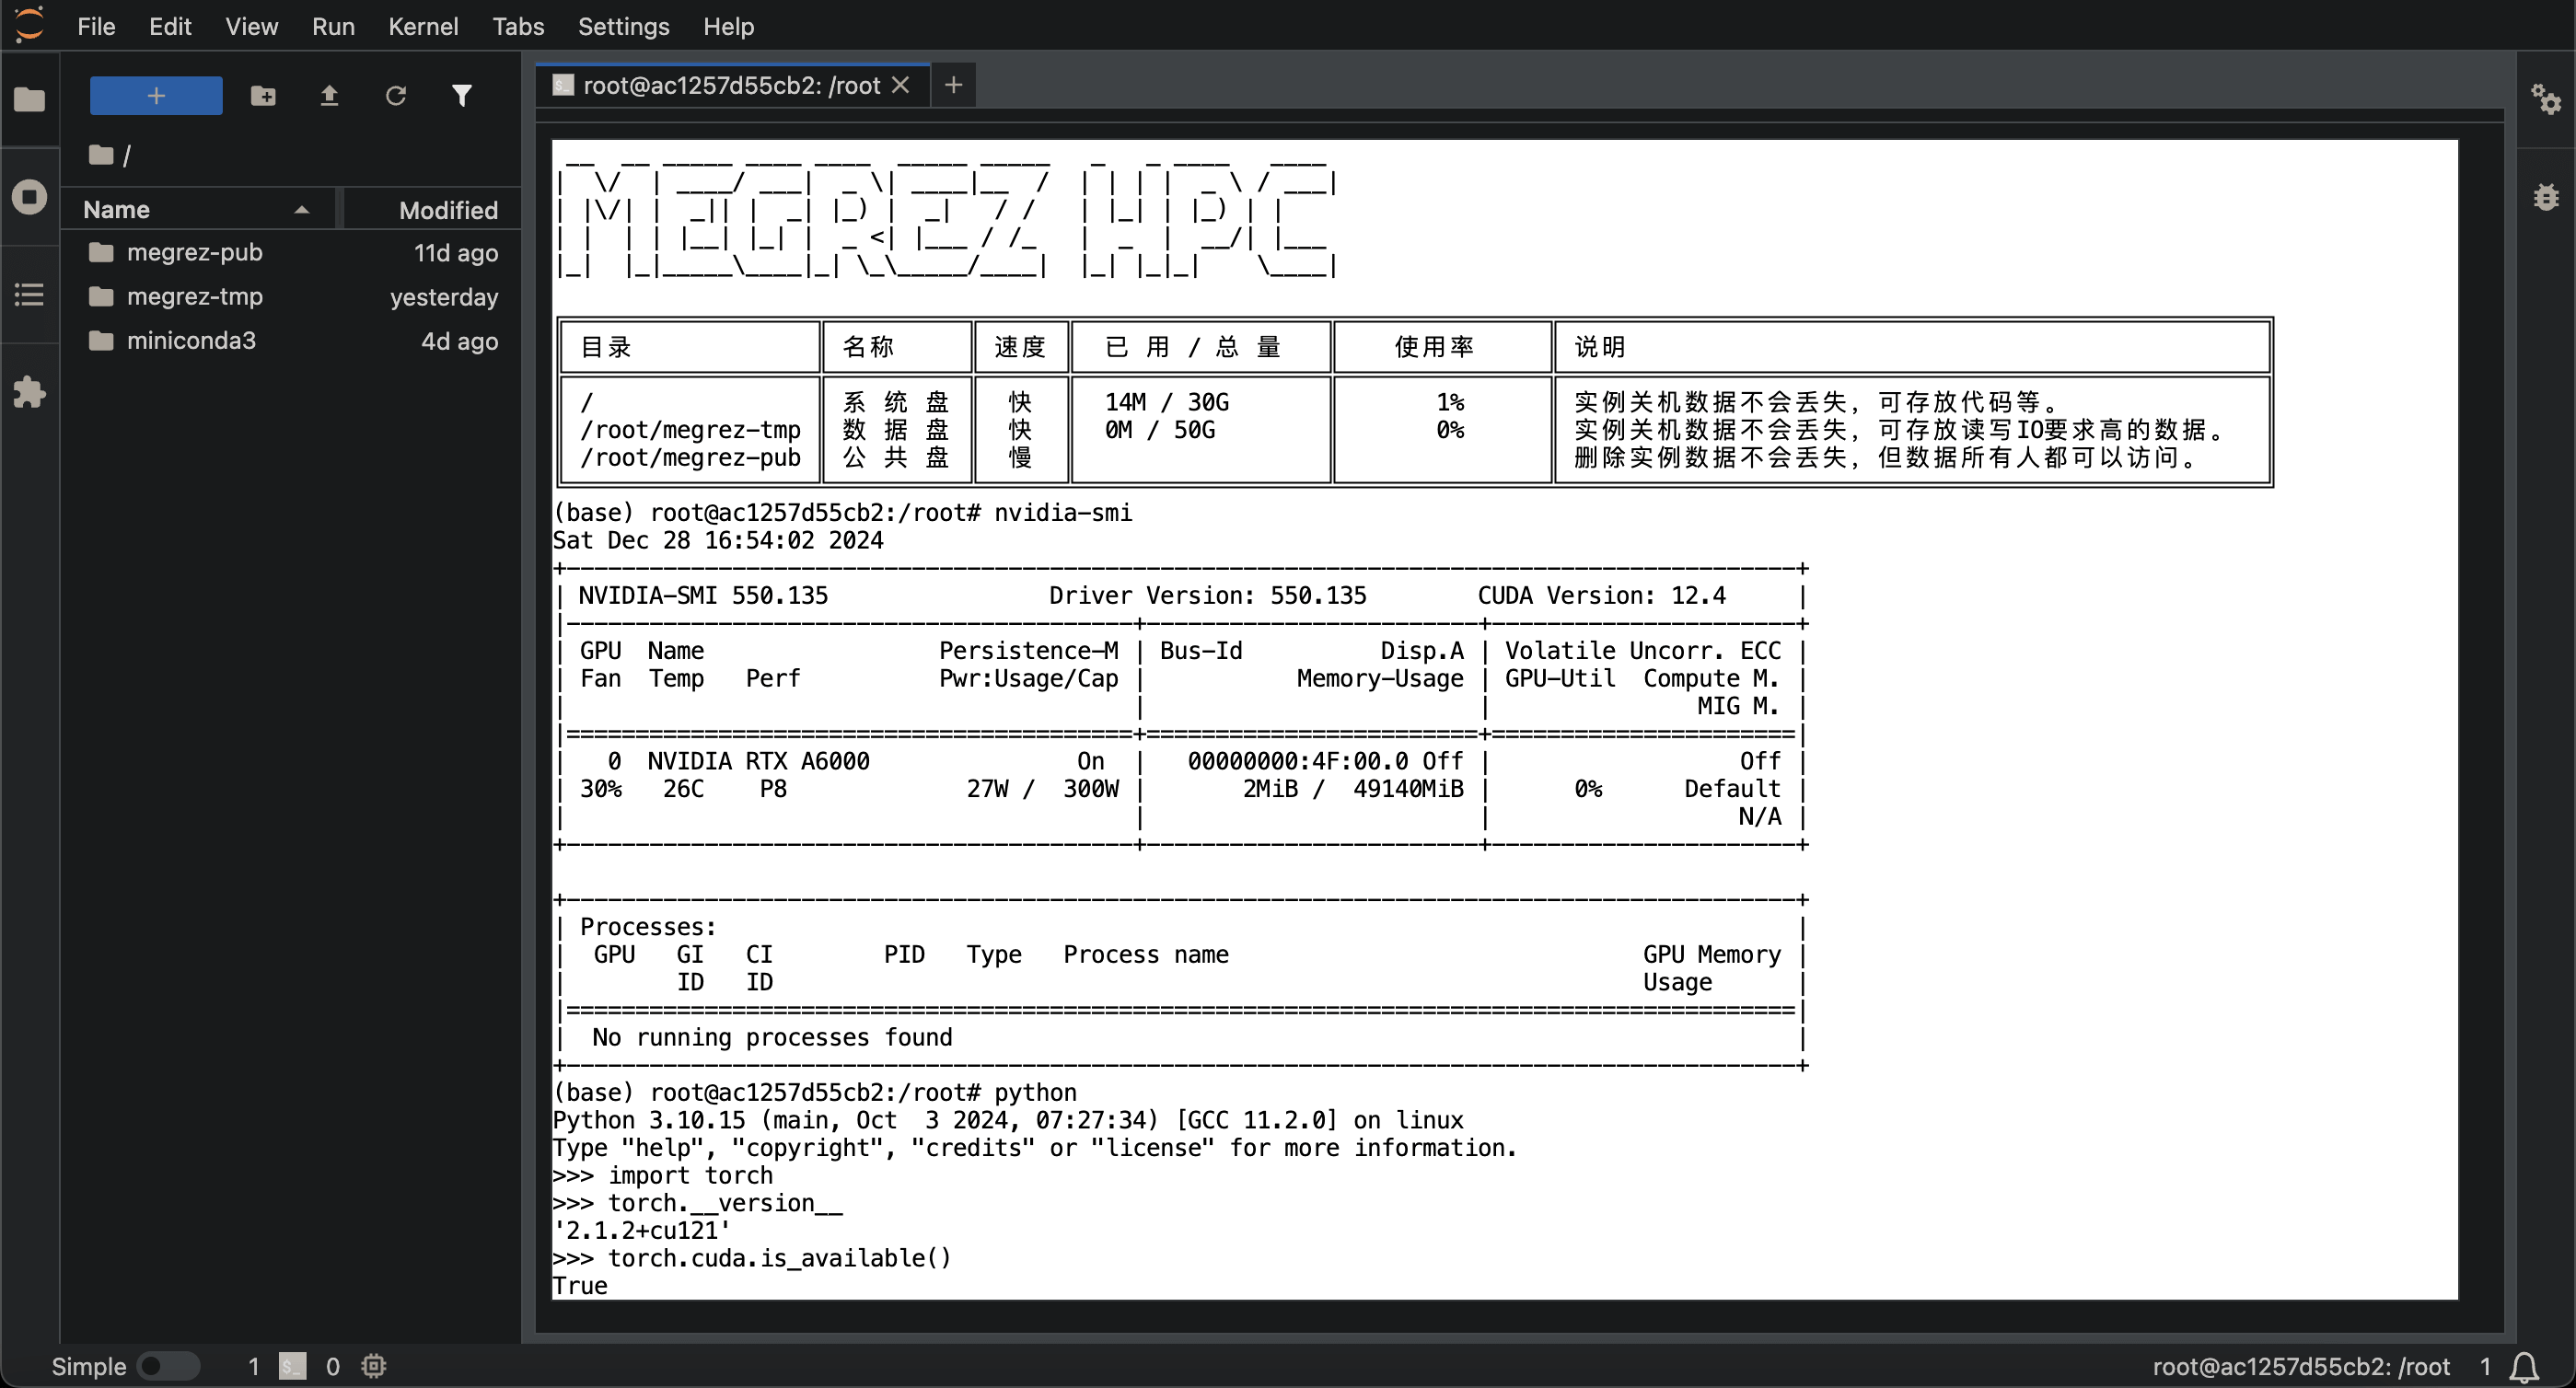 File Edit View Run Kernel Tabs Settings Help
root@ac1257d55cb2: /root
/
Name Modified
megrez-pub 11d ago
megrez-tmp yesterday
miniconda3 4d ago
MEGREZ HPC
目录 名称 速度 已 用 / 总 量 使用率 说明
/ 系 统 盘 快 14M / 30G 1% 实例关机数据不会丢失，可存放代码等。
/root/megrez-tmp 数 据 盘 快 0M / 50G 0% 实例关机数据不会丢失，可存放读写IO要求高的数据。
/root/megrez-pub 公 共 盘 慢 删除实例数据不会丢失，但数据所有人都可以访问。
(base) root@ac1257d55cb2:/root# nvidia-smi
Sat Dec 28 16:54:02 2024
NVIDIA-SMI 550.135 Driver Version: 550.135 CUDA Version: 12.4
GPU Name Persistence-M | Bus-Id Disp.A | Volatile Uncorr. ECC
Fan Temp Perf Pwr:Usage/Cap | Memory-Usage | GPU-Util Compute M.
MIG M.
0 NVIDIA RTX A6000 On | 00000000:4F:00.0 Off | Off
30% 26C P8 27W / 300W | 2MiB / 49140MiB | 0% Default
N/A
Processes:
GPU GI CI PID Type Process name GPU Memory
ID ID Usage
No running processes found
(base) root@ac1257d55cb2:/root# python
Python 3.10.15 (main, Oct  3 2024, 07:27:34) [GCC 11.2.0] on linux
Type "help", "copyright", "credits" or "license" for more information.
>>> import torch
>>> torch.__version__
'2.1.2+cu121'
>>> torch.cuda.is_available()
True
Simple 1 $_ 0 root@ac1257d55cb2: /root 1